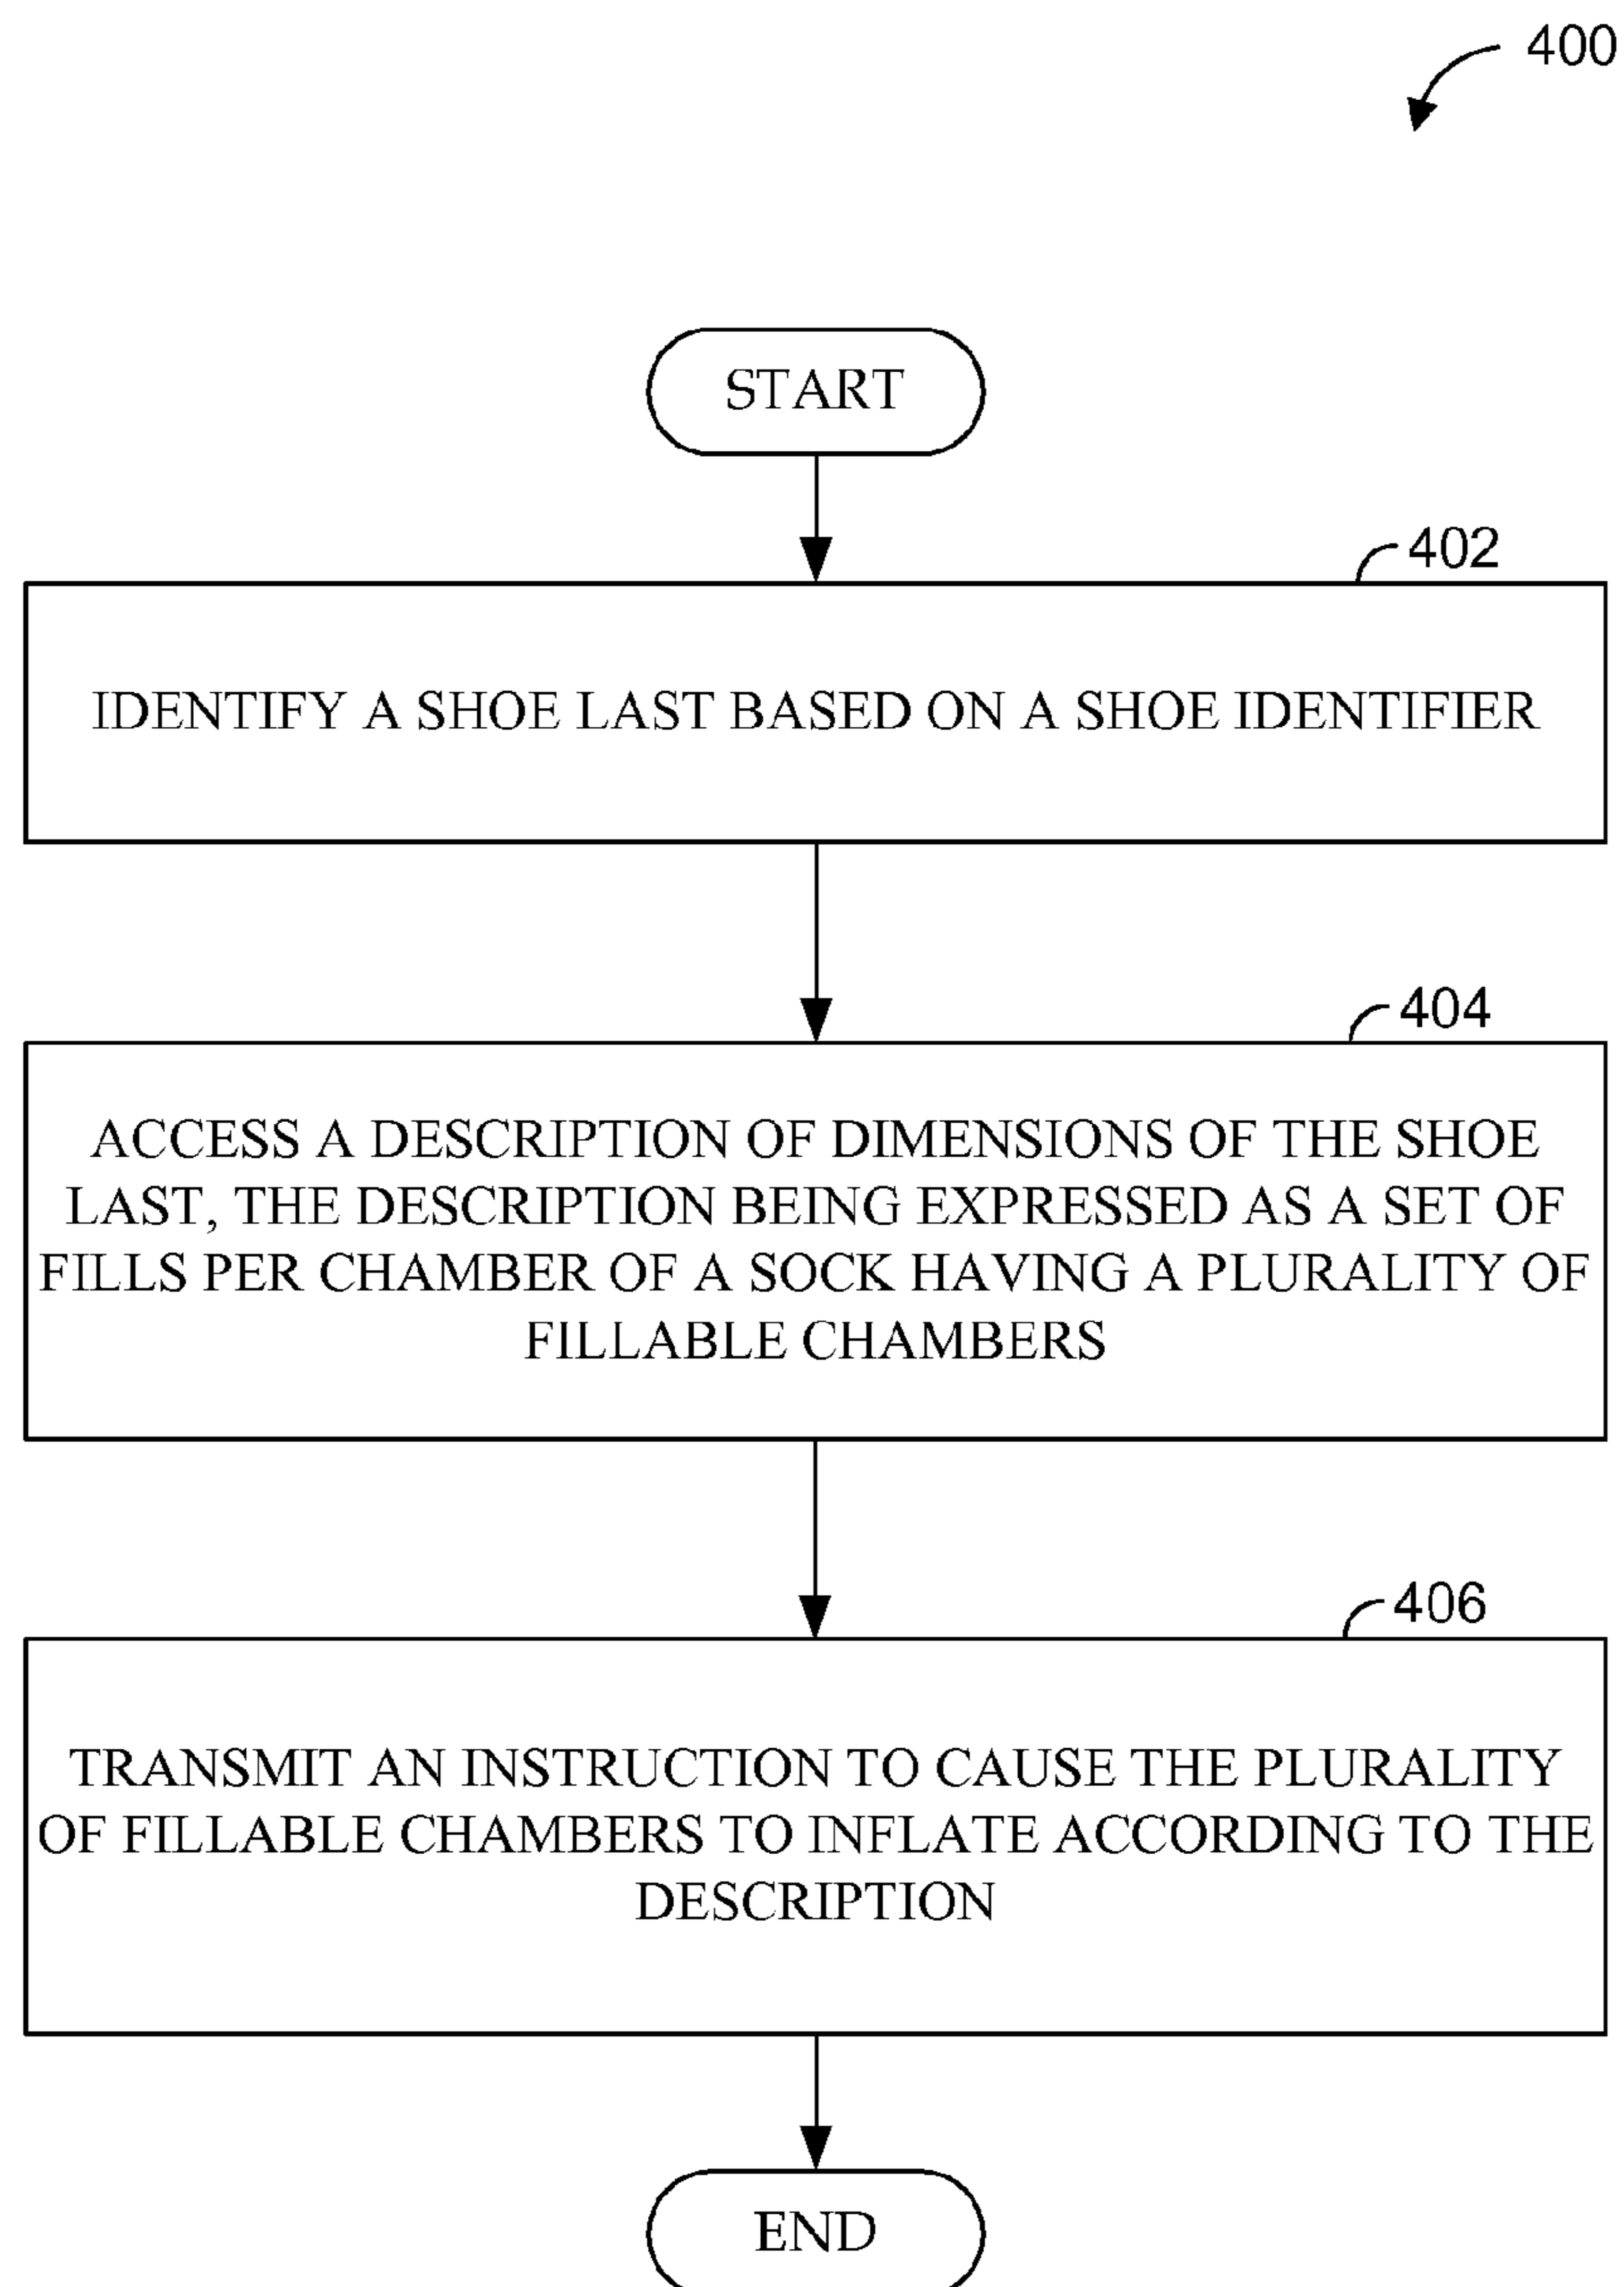 400
START
402
IDENTIFY A SHOE LAST BASED ON A SHOE IDENTIFIER
404
ACCESS A DESCRIPTION OF DIMENSIONS OF THE SHOE
LAST, THE DESCRIPTION BEING EXPRESSED AS A SET OF
FILLS PER CHAMBER OF A SOCK HAVING A PLURALITY OF
FILLABLE CHAMBERS
406
TRANSMIT AN INSTRUCTION TO CAUSE THE PLURALITY
OF FILLABLE CHAMBERS TO INFLATE ACCORDING TO THE
DESCRIPTION
END